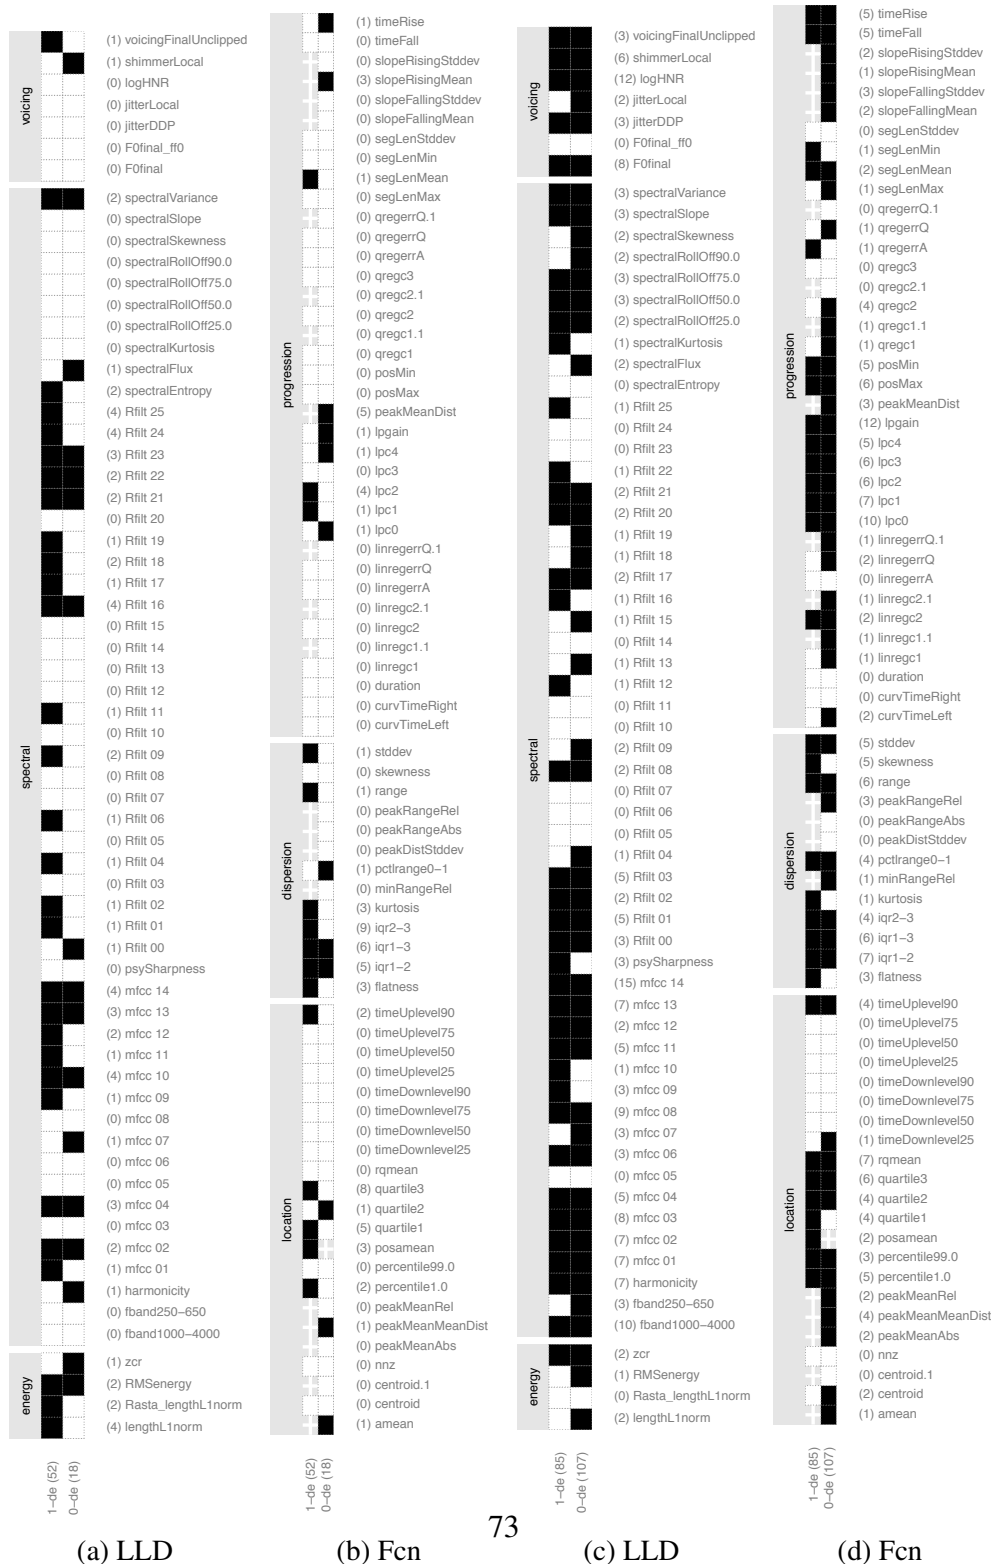 voicing
(1) voicingFinalUnclipped
(1) shimmerLocal
(0) logHNR
(0) jitterLocal
(0) jitterDDP
(0) F0final_ff0
(0) F0final
spectral
(2) spectralVariance
(0) spectralSlope
(0) spectralSkewness
(0) spectralRollOff90.0
(0) spectralRollOff75.0
(0) spectralRollOff50.0
(0) spectralRollOff25.0
(0) spectralKurtosis
(1) spectralFlux
(2) spectralEntropy
(4) Rfilt 25
(4) Rfilt 24
(3) Rfilt 23
(2) Rfilt 22
(2) Rfilt 21
(0) Rfilt 20
(1) Rfilt 19
(2) Rfilt 18
(1) Rfilt 17
(4) Rfilt 16
(0) Rfilt 15
(0) Rfilt 14
(0) Rfilt 13
(0) Rfilt 12
(1) Rfilt 11
(0) Rfilt 10
(2) Rfilt 09
(0) Rfilt 08
(0) Rfilt 07
(1) Rfilt 06
(0) Rfilt 05
(1) Rfilt 04
(0) Rfilt 03
(1) Rfilt 02
(1) Rfilt 01
(1) Rfilt 00
(0) psySharpness
(4) mfcc 14
(3) mfcc 13
(2) mfcc 12
(1) mfcc 11
(4) mfcc 10
(1) mfcc 09
(0) mfcc 08
(1) mfcc 07
(0) mfcc 06
(0) mfcc 05
(3) mfcc 04
(0) mfcc 03
(2) mfcc 02
(1) mfcc 01
(1) harmonicity
(0) fband250−650
(0) fband1000−4000
energy
(1) zcr
(2) RMSenergy
(2) Rasta_lengthL1norm
(4) lengthL1norm
1−de (52)
0−de (18)
(a) LLD
progression
(1) timeRise
(0) timeFall
(0) slopeRisingStddev
(3) slopeRisingMean
(0) slopeFallingStddev
(0) slopeFallingMean
(0) segLenStddev
(0) segLenMin
(1) segLenMean
(0) segLenMax
(0) qregerrQ.1
(0) qregerrQ
(0) qregerrA
(0) qregc3
(0) qregc2.1
(0) qregc2
(0) qregc1.1
(0) qregc1
(0) posMin
(0) posMax
(5) peakMeanDist
(1) lpgain
(1) lpc4
(0) lpc3
(4) lpc2
(1) lpc1
(1) lpc0
(0) linregerrQ.1
(0) linregerrQ
(0) linregerrA
(0) linregc2.1
(0) linregc2
(0) linregc1.1
(0) linregc1
(0) duration
(0) curvTimeRight
(0) curvTimeLeft
dispersion
(1) stddev
(0) skewness
(1) range
(0) peakRangeRel
(0) peakRangeAbs
(0) peakDistStddev
(1) pctlrange0−1
(0) minRangeRel
(3) kurtosis
(9) iqr2−3
(6) iqr1−3
(5) iqr1−2
(3) flatness
location
(2) timeUplevel90
(0) timeUplevel75
(0) timeUplevel50
(0) timeUplevel25
(0) timeDownlevel90
(0) timeDownlevel75
(0) timeDownlevel50
(0) timeDownlevel25
(0) rqmean
(8) quartile3
(1) quartile2
(5) quartile1
(3) posamean
(0) percentile99.0
(2) percentile1.0
(0) peakMeanRel
(1) peakMeanMeanDist
(0) peakMeanAbs
(0) nnz
(0) centroid.1
(0) centroid
(1) amean
1−de (52)
0−de (18)
(b) Fcn
voicing
(3) voicingFinalUnclipped
(6) shimmerLocal
(12) logHNR
(2) jitterLocal
(3) jitterDDP
(0) F0final_ff0
(8) F0final
spectral
(3) spectralVariance
(3) spectralSlope
(2) spectralSkewness
(2) spectralRollOff90.0
(3) spectralRollOff75.0
(3) spectralRollOff50.0
(2) spectralRollOff25.0
(1) spectralKurtosis
(2) spectralFlux
(0) spectralEntropy
(1) Rfilt 25
(0) Rfilt 24
(0) Rfilt 23
(1) Rfilt 22
(2) Rfilt 21
(2) Rfilt 20
(1) Rfilt 19
(1) Rfilt 18
(2) Rfilt 17
(1) Rfilt 16
(1) Rfilt 15
(0) Rfilt 14
(1) Rfilt 13
(1) Rfilt 12
(0) Rfilt 11
(0) Rfilt 10
(2) Rfilt 09
(2) Rfilt 08
(0) Rfilt 07
(0) Rfilt 06
(0) Rfilt 05
(1) Rfilt 04
(5) Rfilt 03
(2) Rfilt 02
(5) Rfilt 01
(3) Rfilt 00
(3) psySharpness
(15) mfcc 14
(7) mfcc 13
(2) mfcc 12
(5) mfcc 11
(1) mfcc 10
(3) mfcc 09
(9) mfcc 08
(3) mfcc 07
(3) mfcc 06
(0) mfcc 05
(5) mfcc 04
(8) mfcc 03
(7) mfcc 02
(7) mfcc 01
(7) harmonicity
(3) fband250−650
(10) fband1000−4000
energy
(2) zcr
(1) RMSenergy
(0) Rasta_lengthL1norm
(2) lengthL1norm
1−de (85)
0−de (107)
(c) LLD
progression
(5) timeRise
(5) timeFall
(2) slopeRisingStddev
(1) slopeRisingMean
(3) slopeFallingStddev
(2) slopeFallingMean
(0) segLenStddev
(1) segLenMin
(2) segLenMean
(1) segLenMax
(0) qregerrQ.1
(1) qregerrQ
(1) qregerrA
(0) qregc3
(0) qregc2.1
(4) qregc2
(1) qregc1.1
(1) qregc1
(5) posMin
(6) posMax
(3) peakMeanDist
(12) lpgain
(5) lpc4
(6) lpc3
(6) lpc2
(7) lpc1
(10) lpc0
(1) linregerrQ.1
(2) linregerrQ
(0) linregerrA
(1) linregc2.1
(2) linregc2
(1) linregc1.1
(1) linregc1
(0) duration
(0) curvTimeRight
(2) curvTimeLeft
dispersion
(5) stddev
(5) skewness
(6) range
(3) peakRangeRel
(0) peakRangeAbs
(0) peakDistStddev
(4) pctlrange0−1
(1) minRangeRel
(1) kurtosis
(4) iqr2−3
(6) iqr1−3
(7) iqr1−2
(3) flatness
location
(4) timeUplevel90
(0) timeUplevel75
(0) timeUplevel50
(0) timeUplevel25
(0) timeDownlevel90
(0) timeDownlevel75
(0) timeDownlevel50
(1) timeDownlevel25
(7) rqmean
(6) quartile3
(4) quartile2
(4) quartile1
(2) posamean
(3) percentile99.0
(5) percentile1.0
(2) peakMeanRel
(4) peakMeanMeanDist
(2) peakMeanAbs
(0) nnz
(0) centroid.1
(2) centroid
(1) amean
1−de (85)
0−de (107)
(d) Fcn
73